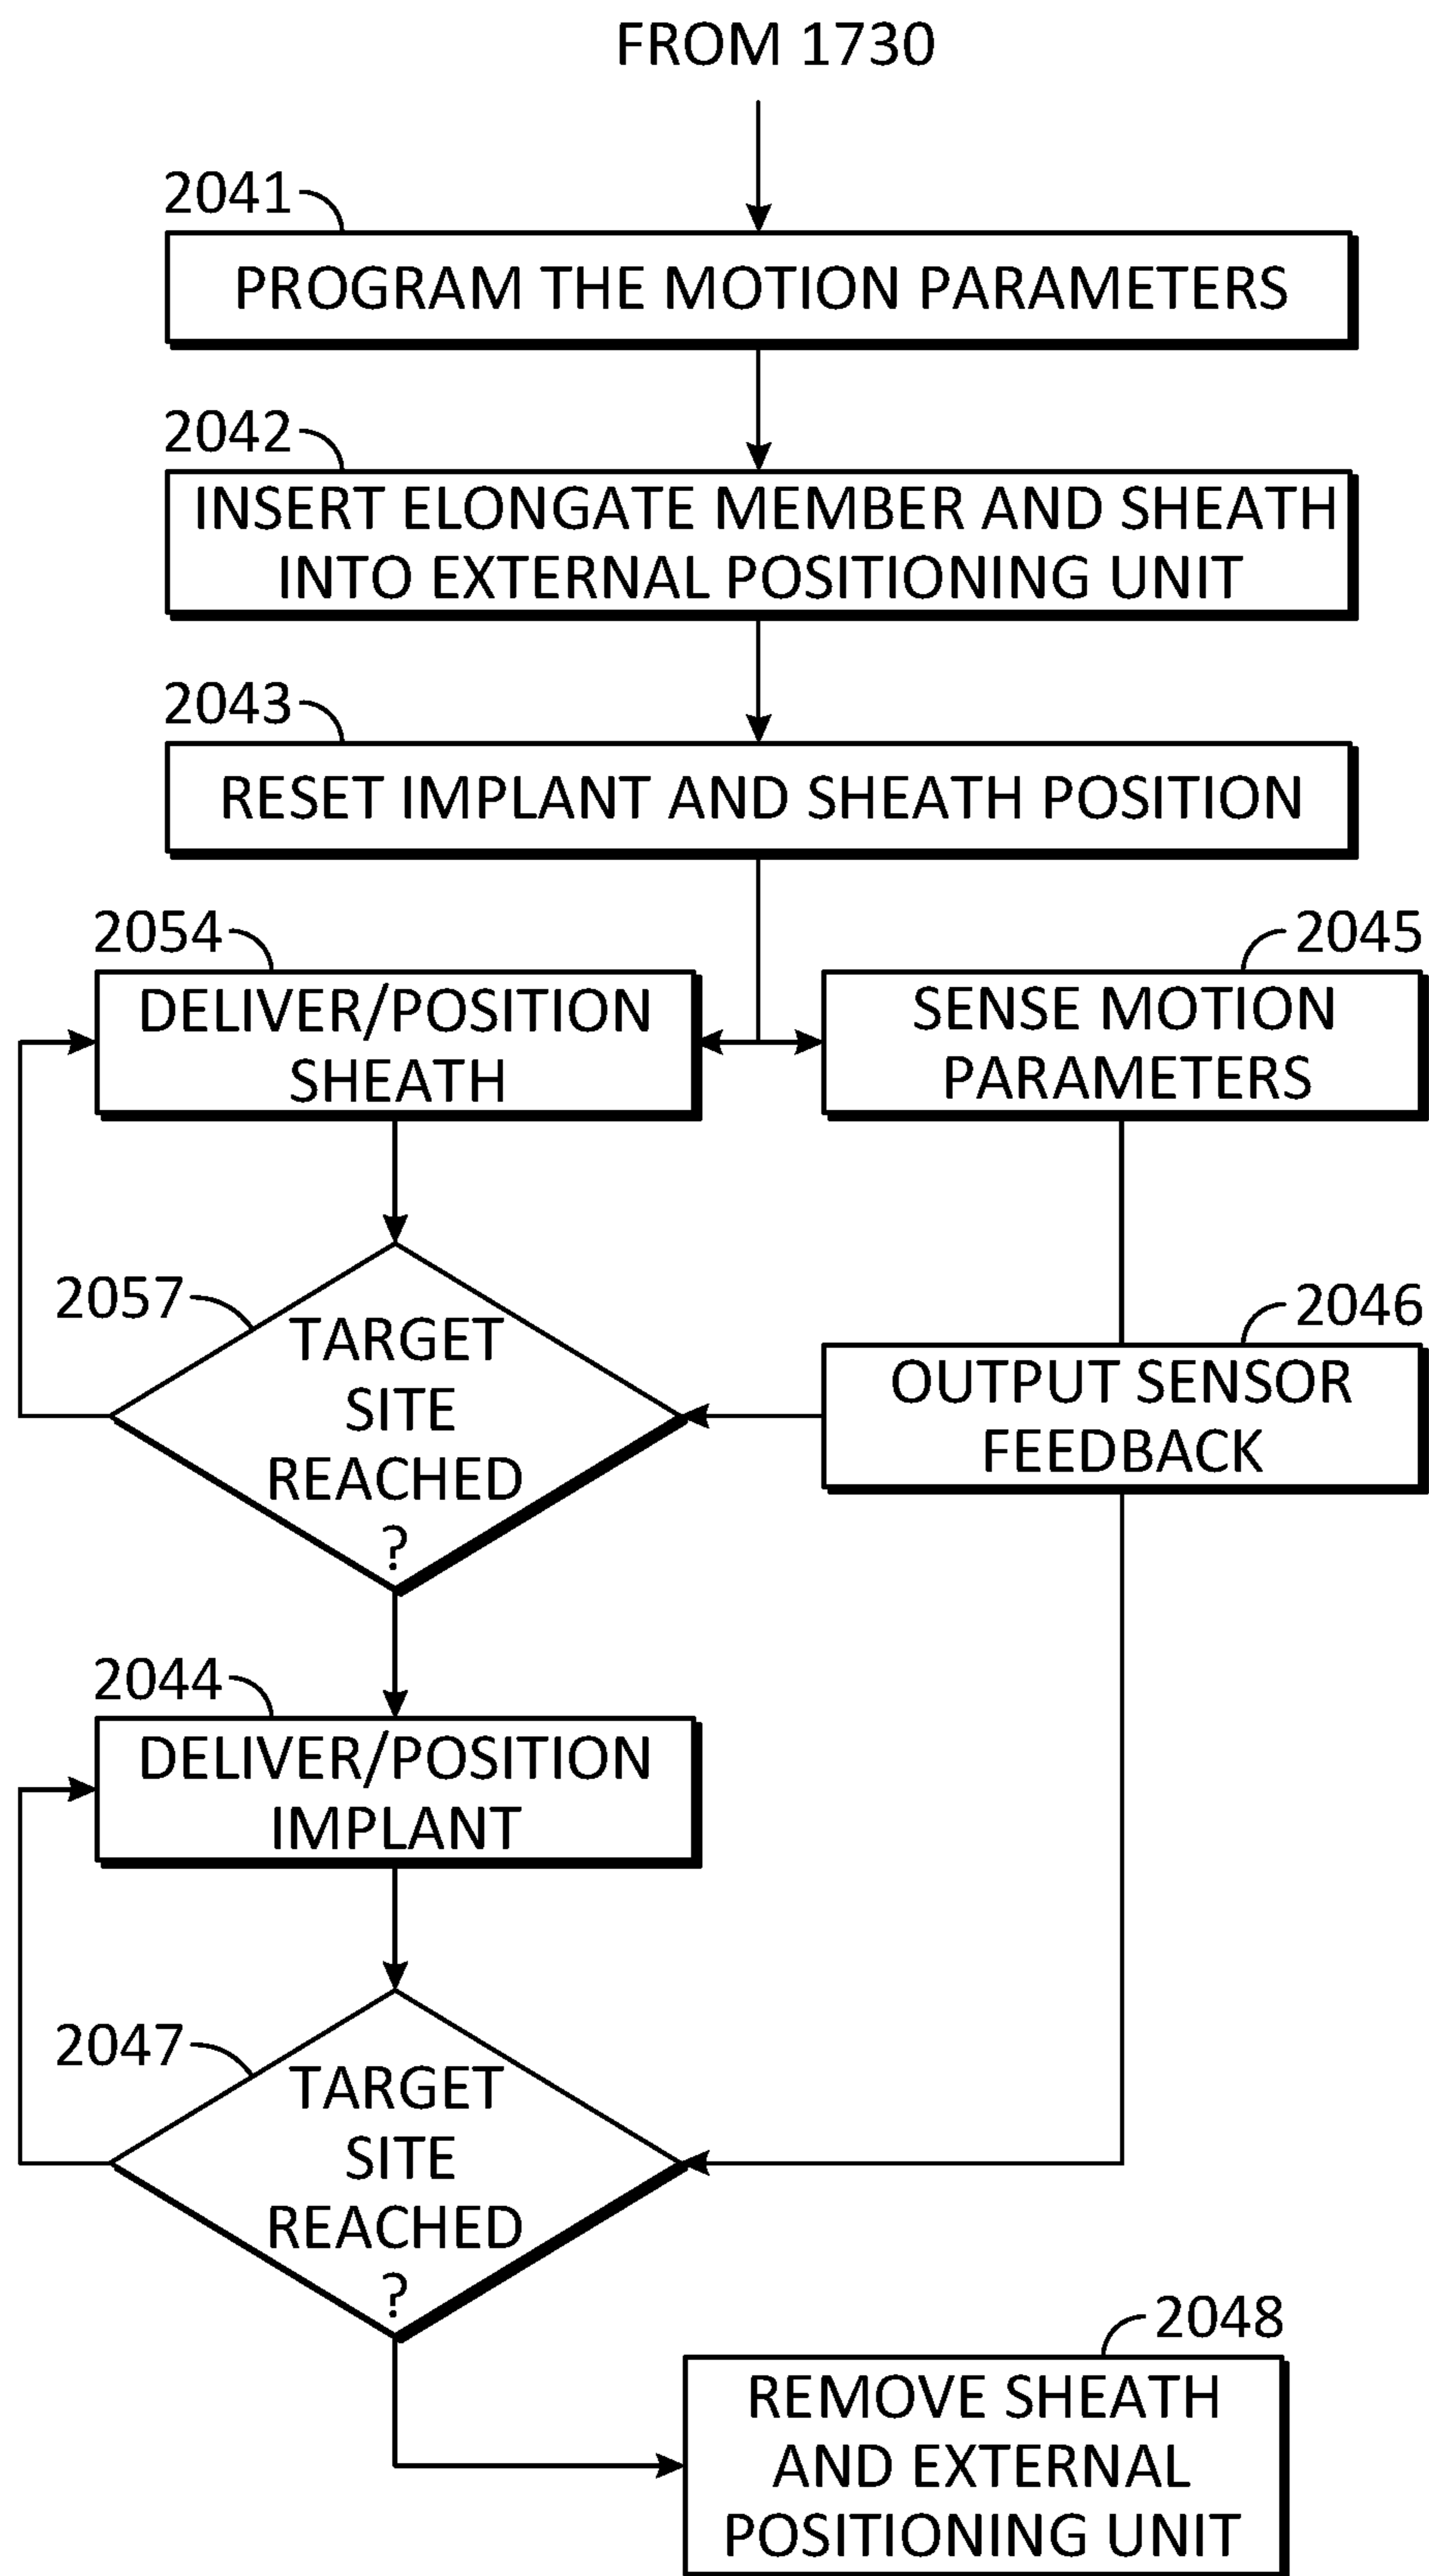 FROM 1730
2041
PROGRAM THE MOTION PARAMETERS
2042
INSERT ELONGATE MEMBER AND SHEATH
INTO EXTERNAL POSITIONING UNIT
2043
RESET IMPLANT AND SHEATH POSITION
2054
DELIVER/POSITION
SHEATH
2045
SENSE MOTION
PARAMETERS
2057
TARGET
SITE
REACHED
?
2046
OUTPUT SENSOR
FEEDBACK
2044
DELIVER/POSITION
IMPLANT
2047
TARGET
SITE
REACHED
?
2048
REMOVE SHEATH
AND EXTERNAL
POSITIONING UNIT